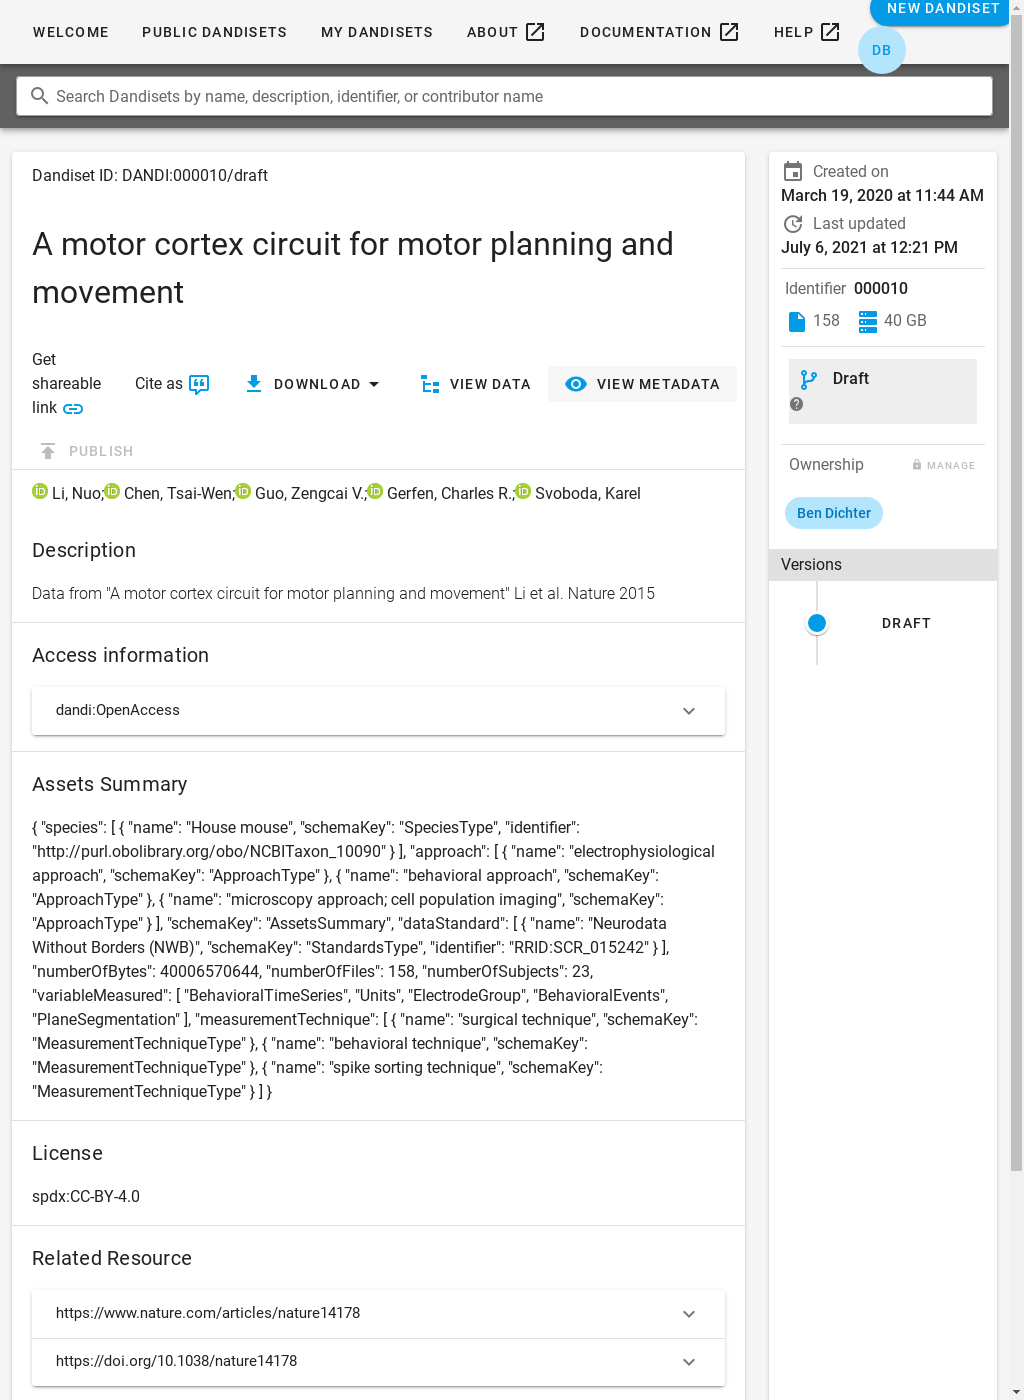 WELCOME PUBLIC DANDISETS MY DANDISETS ABOUT DOCUMENTATION HELP NEW DANDISET
DB
Search Dandisets by name, description, identifier, or contributor name
Dandiset ID: DANDI:000010/draft
A motor cortex circuit for motor planning and
movement
Get
shareable
link
Cite as
DOWNLOAD
VIEW DATA
VIEW METADATA
PUBLISH
Li, Nuo; Chen, Tsai-Wen; Guo, Zengcai V.; Gerfen, Charles R.; Svoboda, Karel
Description
Data from "A motor cortex circuit for motor planning and movement" Li et al. Nature 2015
Access information
dandi:OpenAccess
Assets Summary
{ "species": [ { "name": "House mouse", "schemaKey": "SpeciesType", "identifier":
"http://purl.obolibrary.org/obo/NCBITaxon_10090" } ], "approach": [ { "name": "electrophysiological
approach", "schemaKey": "ApproachType" }, { "name": "behavioral approach", "schemaKey":
"ApproachType" }, { "name": "microscopy approach; cell population imaging", "schemaKey":
"ApproachType" } ], "schemaKey": "AssetsSummary", "dataStandard": [ { "name": "Neurodata
Without Borders (NWB)", "schemaKey": "StandardsType", "identifier": "RRID:SCR_015242" } ],
"numberOfBytes": 40006570644, "numberOfFiles": 158, "numberOfSubjects": 23,
"variableMeasured": [ "BehavioralTimeSeries", "Units", "ElectrodeGroup", "BehavioralEvents",
"PlaneSegmentation" ], "measurementTechnique": [ { "name": "surgical technique", "schemaKey":
"MeasurementTechniqueType" }, { "name": "behavioral technique", "schemaKey":
"MeasurementTechniqueType" }, { "name": "spike sorting technique", "schemaKey":
"MeasurementTechniqueType" } ] }
License
spdx:CC-BY-4.0
Related Resource
https://www.nature.com/articles/nature14178
https://doi.org/10.1038/nature14178
Created on
March 19, 2020 at 11:44 AM
Last updated
July 6, 2021 at 12:21 PM
Identifier 000010
158 40 GB
Draft
Ownership MANAGE
Ben Dichter
Versions
DRAFT